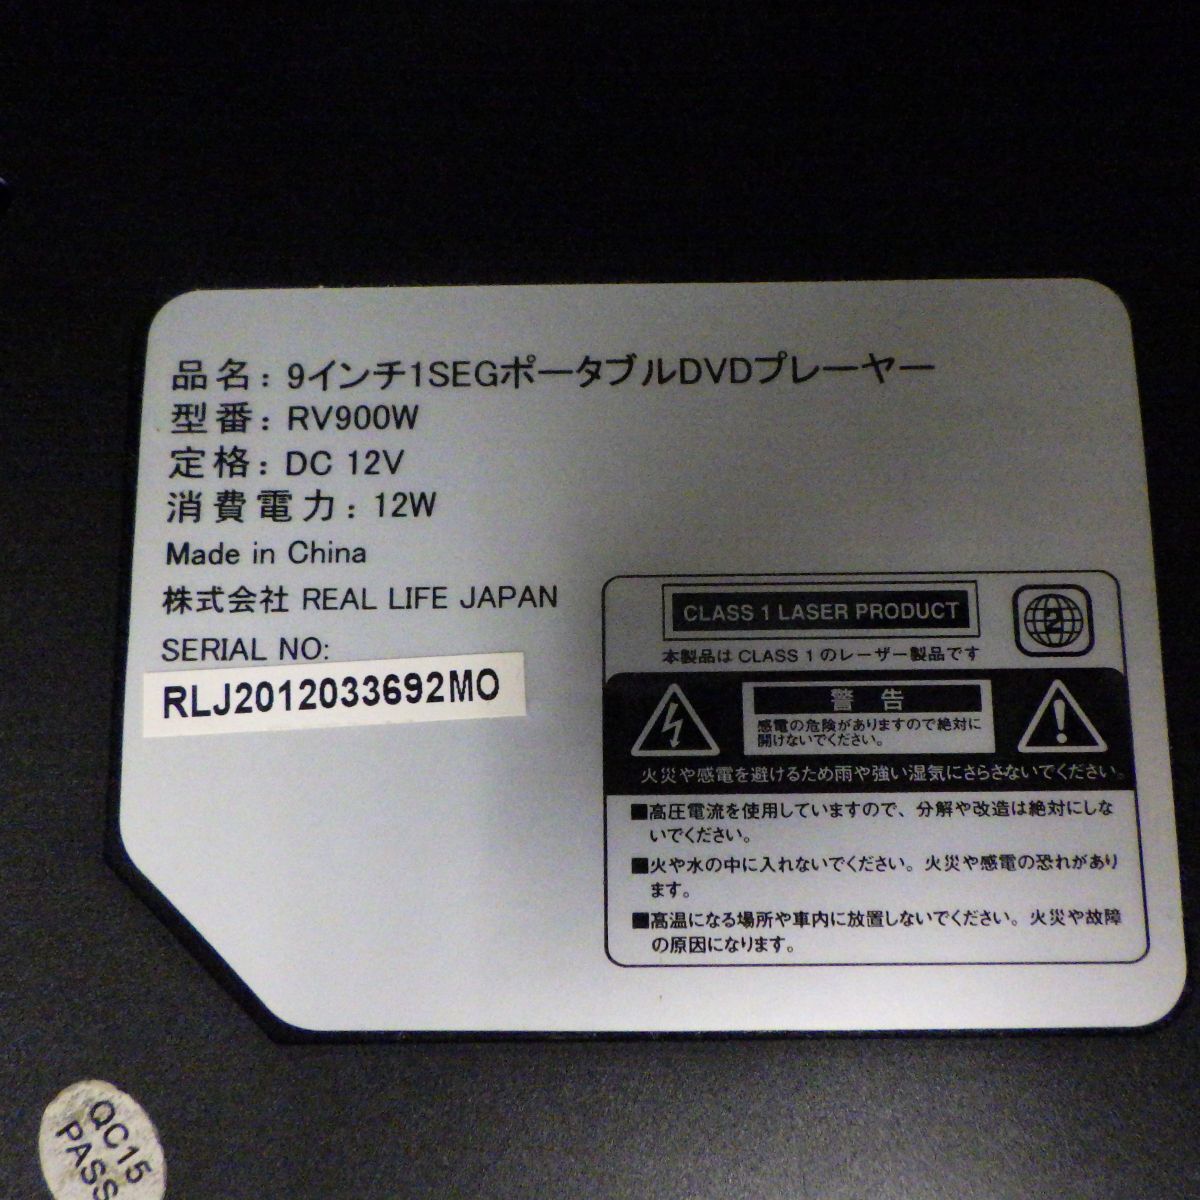 品名：9インチ1SEGポータブルDVDプレーヤー
型番：RV900W
定格：DC 12V
消費電力：12W
Made in China
株式会社 REAL LIFE JAPAN
SERIAL NO:
RLJ2012033692MO
CLASS 1 LASER PRODUCT
本製品は CLASS 1 のレーザー製品です
2
警告
感電の危険がありますので絶対に
開けないでください。
火災や感電を避けるため雨や強い湿気にさらさないでください。
■高圧電流を使用していますので、分解や改造は絶対にしな
いでください。
■火や水の中に入れないでください。火災や感電の恐れがあり
ます。
■高温になる場所や車内に放置しないでください。火災や故障
の原因になります。
QC15
PASS